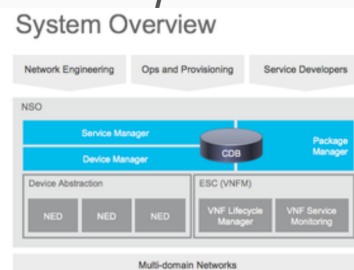 System Overview
Network Engineering
Ops and Provisioning
Service Developers
NSO
Service Manager
CDB
Package
Manager
Device Manager
Device Abstraction
ESC (VNFM)
NED
NED
NED
VNF Lifecycle
Manager
VNF Service
Monitoring
Multi-domain Networks